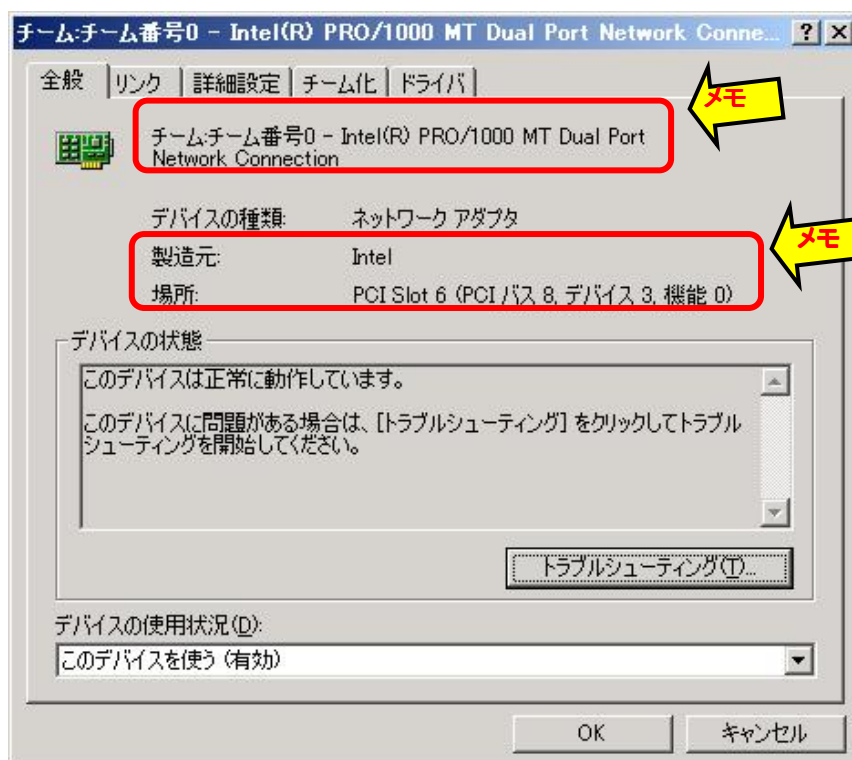 チーム:チーム番号0 - Intel(R) PRO/1000 MT Dual Port Network Conne...
全般 リンク 詳細設定 チーム化 ドライバ
メモ
チーム:チーム番号0 - Intel(R) PRO/1000 MT Dual Port
Network Connection
デバイスの種類: ネットワーク アダプタ
メモ
製造元: Intel
場所: PCI Slot 6 (PCI バス 8, デバイス 3, 機能 0)
デバイスの状態
このデバイスは正常に動作しています。
このデバイスに問題がある場合は、[トラブルシューティング] をクリックしてトラブル
シューティングを開始してください。
トラブルシューティング(T)...
デバイスの使用状況(D):
このデバイスを使う (有効)
OK キャンセル